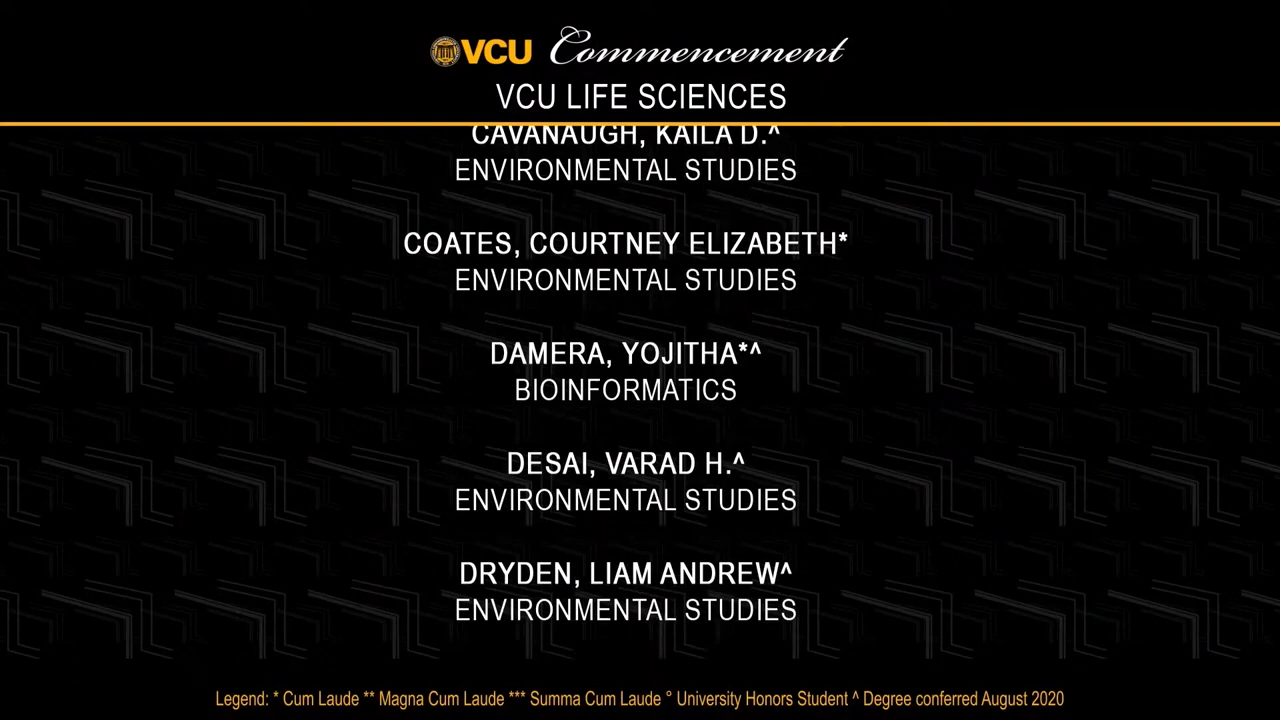 VCU Commencement
VCU LIFE SCIENCES
CAVANAUGH, KAILA D.^
ENVIRONMENTAL STUDIES
COATES, COURTNEY ELIZABETH*
ENVIRONMENTAL STUDIES
DAMERA, YOJITHA*^
BIOINFORMATICS
DESAI, VARAD H.^
ENVIRONMENTAL STUDIES
DRYDEN, LIAM ANDREW^
ENVIRONMENTAL STUDIES
Legend: * Cum Laude ** Magna Cum Laude *** Summa Cum Laude ° University Honors Student ^ Degree conferred August 2020